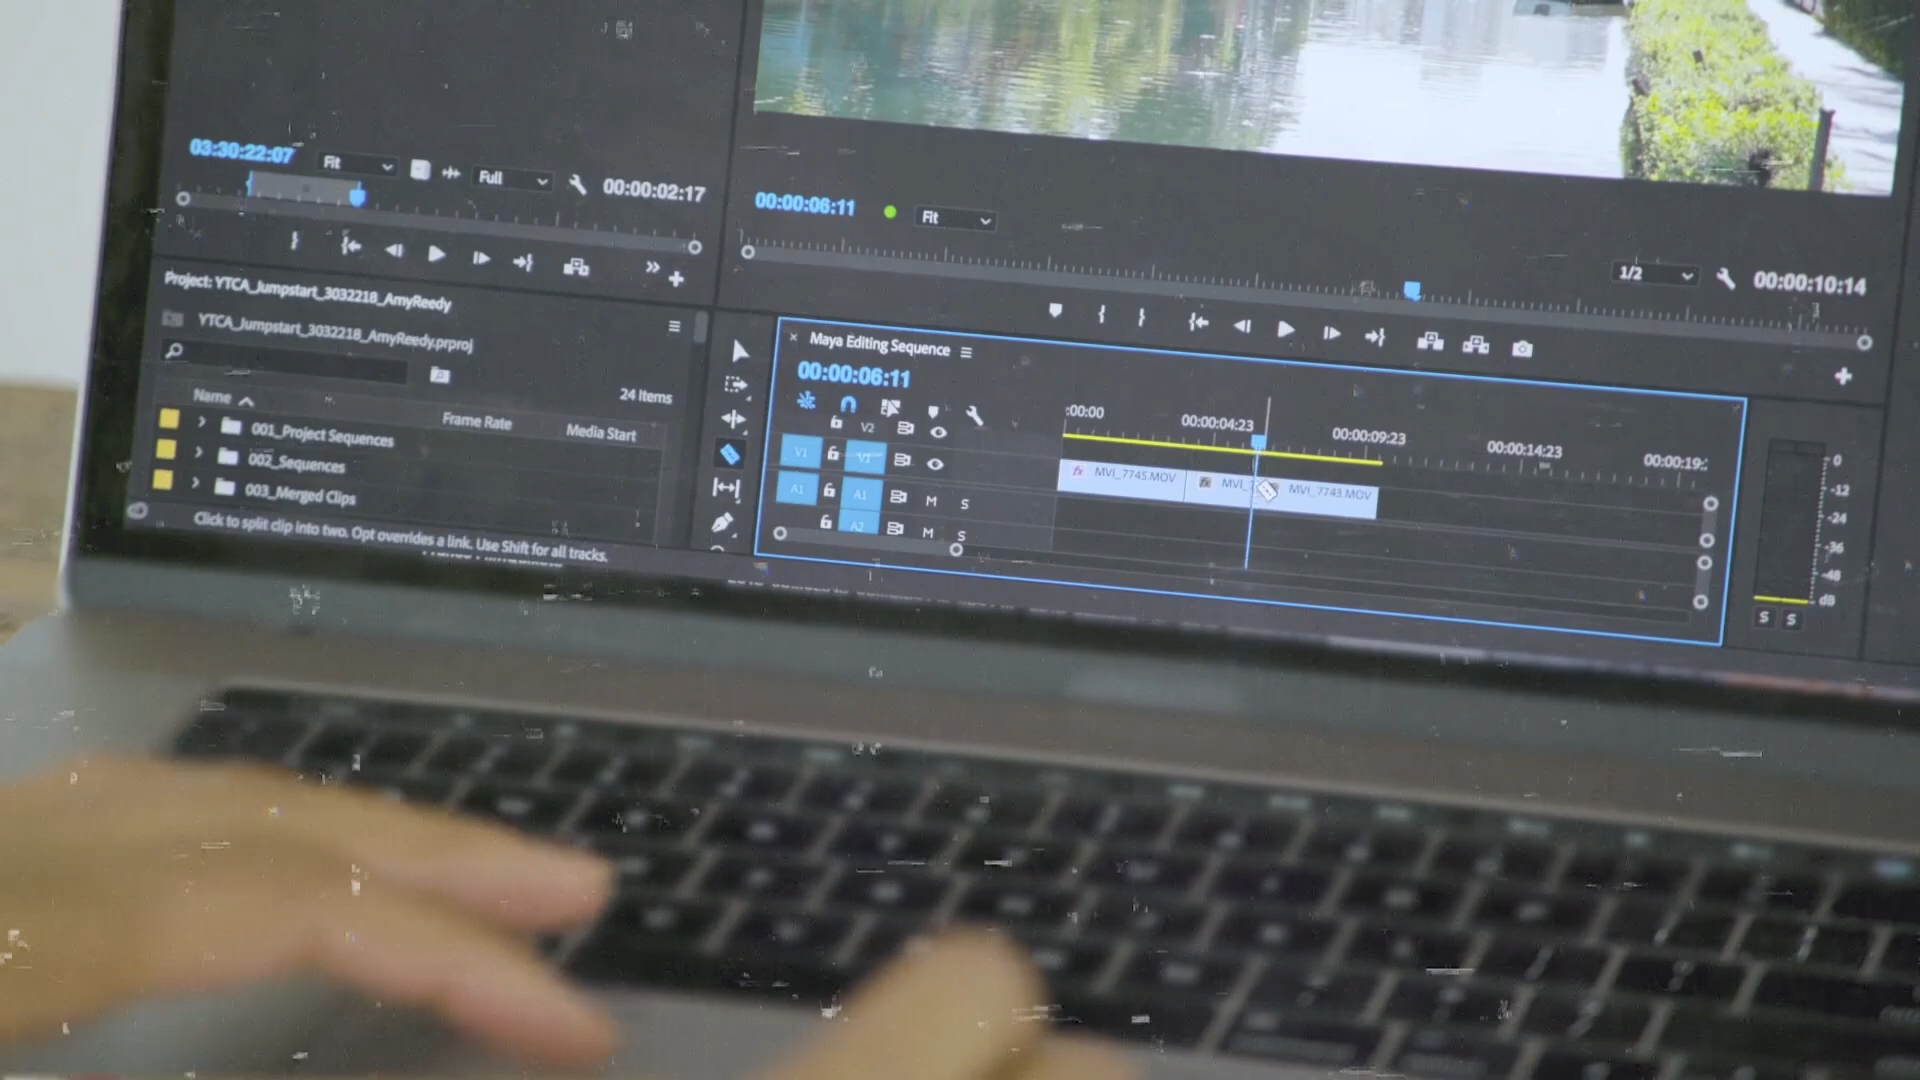 03:30:22:07 Fit Full 00:00:02:17
00:00:06:11 Fit 1/2 00:00:10:14
Project: YTCA_Jumpstart_3032218_AmyReedy
YTCA_Jumpstart_3032218_AmyReedy.prproj
24 Items
Name Frame Rate Media Start
001_Project Sequences
002_Sequences
003_Merged Clips
Click to split clip into two. Opt overrides a link. Use Shift for all tracks.
Maya Editing Sequence
00:00:06:11
:00:00 00:00:04:23 00:00:09:23 00:00:14:23 00:00:19:
V2
V1 V1
A1 A1 M S
A2 M S
MVI_7745.MOV MVI_7 MVI_7743.MOV
0
-12
-24
-36
-48
dB
S S